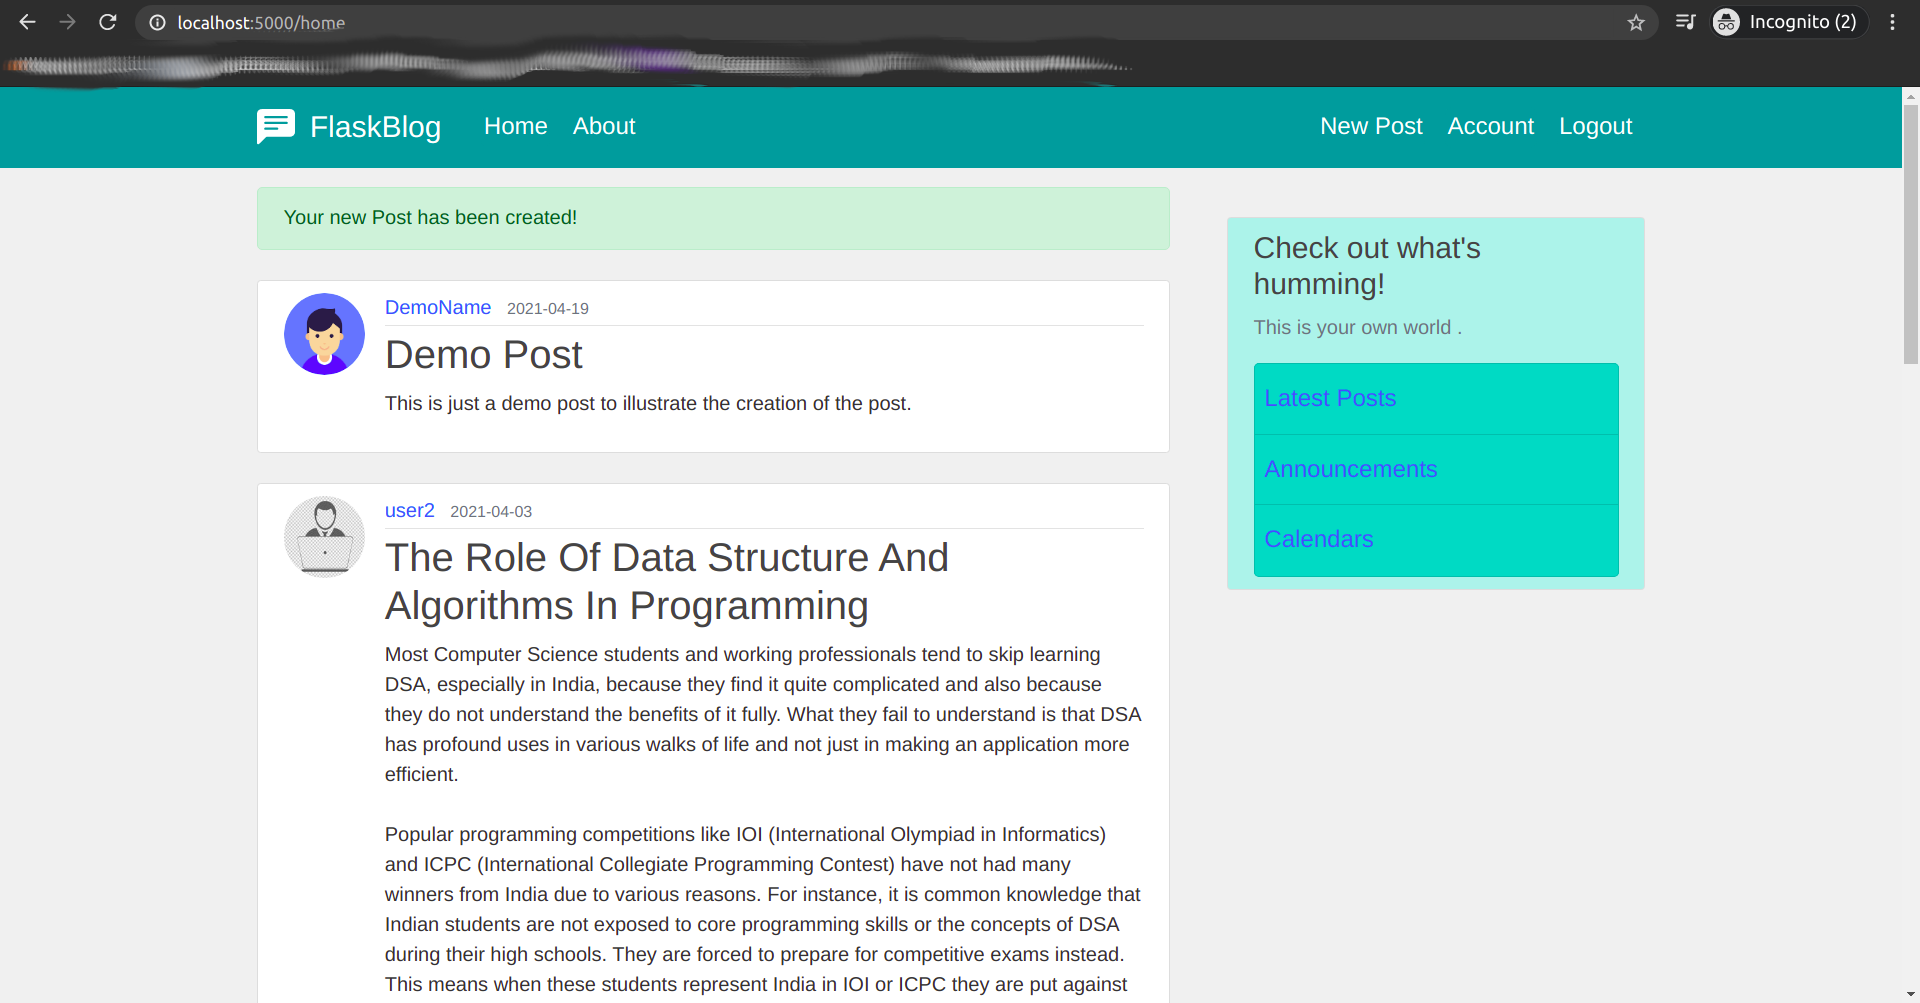 localhost:5000/home
Incognito (2)
FlaskBlog Home About New Post Account Logout
Your new Post has been created!
DemoName 2021-04-19
Demo Post
This is just a demo post to illustrate the creation of the post.
user2 2021-04-03
The Role Of Data Structure And
Algorithms In Programming
Most Computer Science students and working professionals tend to skip learning
DSA, especially in India, because they find it quite complicated and also because
they do not understand the benefits of it fully. What they fail to understand is that DSA
has profound uses in various walks of life and not just in making an application more
efficient.
Popular programming competitions like IOI (International Olympiad in Informatics)
and ICPC (International Collegiate Programming Contest) have not had many
winners from India due to various reasons. For instance, it is common knowledge that
Indian students are not exposed to core programming skills or the concepts of DSA
during their high schools. They are forced to prepare for competitive exams instead.
This means when these students represent India in IOI or ICPC they are put against
Check out what's
humming!
This is your own world .
Latest Posts
Announcements
Calendars